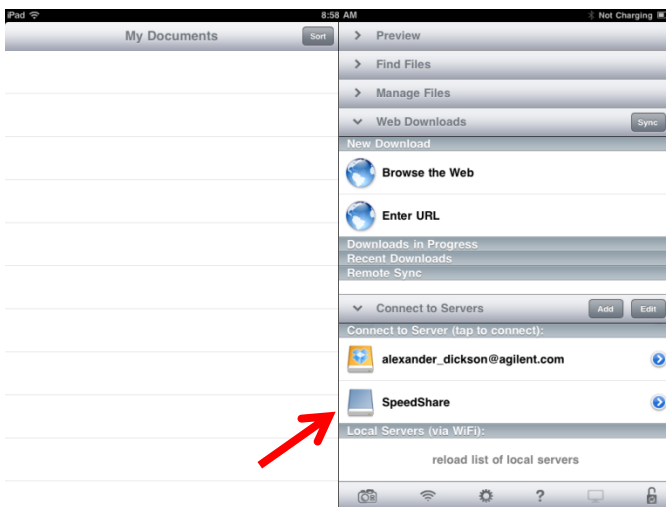 iPad 8:58 AM Not Charging
My Documents Sort
Preview
Find Files
Manage Files
Web Downloads Sync
New Download
Browse the Web
Enter URL
Downloads in Progress
Recent Downloads
Remote Sync
Connect to Servers Add Edit
Connect to Server (tap to connect):
alexander_dickson@agilent.com
SpeedShare
Local Servers (via WiFi):
reload list of local servers
?